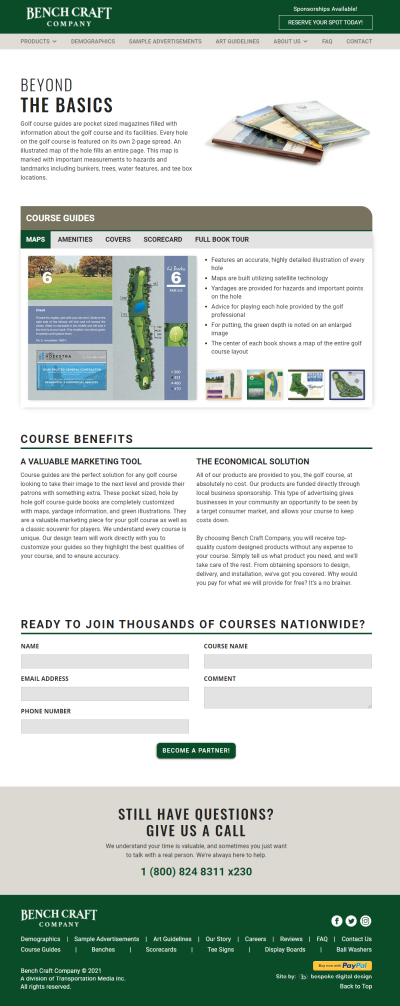 BENCH CRAFT
COMPANY
Sponsorships Available!
RESERVE YOUR SPOT TODAY!
PRODUCTS
DEMOGRAPHICS
SAMPLE ADVERTISEMENTS
ART GUIDELINES
ABOUT US
FAQ
CONTACT
BEYOND
THE BASICS
Golf course guides are pocket sized magazines filled with
information about the golf course and its facilities. Every hole
on the golf course is featured on its own 2-page spread. An
illustrated map of the hole fills an entire page. This map is
marked with important measurements to hazards and
landmarks including bunkers, trees, water features, and tee box
locations.
COURSE GUIDES
MAPS
AMENITIES
COVERS
SCORECARD
FULL BOOK TOUR
6
6
Features an accurate, highly detailed illustration of every
hole
Maps are built utilizing satellite technology
Yardages are provided for hazards and important points
on the hole
Advice for playing each hole provided by the golf
professional
For putting, the green depth is noted on an enlarged
image
The center of each book shows a map of the entire golf
course layout
COURSE BENEFITS
A VALUABLE MARKETING TOOL
Course guides are the perfect solution for any golf course
looking to take their image to the next level and provide their
patrons with something extra. These pocket sized, hole by
hole golf course guide books are completely customized
with maps, yardage information, and green illustrations. They
are a valuable marketing piece for your golf course as well as
a classic souvenir for players. We understand every course is
unique. Our design team will work directly with you to
customize your guides so they highlight the best qualities of
your course, and to ensure accuracy.
THE ECONOMICAL SOLUTION
All of our products are provided to you, the golf course, at
absolutely no cost. Our products are funded directly through
local business sponsorship. This type of advertising gives
businesses in your community an opportunity to be seen by
a target consumer market, and allows your course to keep
costs down.
By choosing Bench Craft Company, you will receive top-
quality custom designed products without any expense to
your course. Simply tell us what product you need, and we'll
take care of the rest. From obtaining sponsors to design,
delivery, and installation, we've got you covered. Why would
you pay for what we will provide for free? It's a no brainer.
READY TO JOIN THOUSANDS OF COURSES NATIONWIDE?
NAME
COURSE NAME
EMAIL ADDRESS
COMMENT
PHONE NUMBER
BECOME A PARTNER!
STILL HAVE QUESTIONS?
GIVE US A CALL
We understand your time is valuable, and sometimes you just want
to talk with a real person. We're always here to help.
1 (800) 824 8311 x230
BENCH CRAFT
COMPANY
Demographics | Sample Advertisements | Art Guidelines | Our Story | Careers | Reviews | FAQ | Contact Us
Course Guides | Benches | Scorecards | Tee Signs | Display Boards | Ball Washers
Buy now with PayPal
Bench Craft Company © 2021
A division of Transportation Media Inc.
All rights reserved.
Site by: bespoke digital design
Back to Top